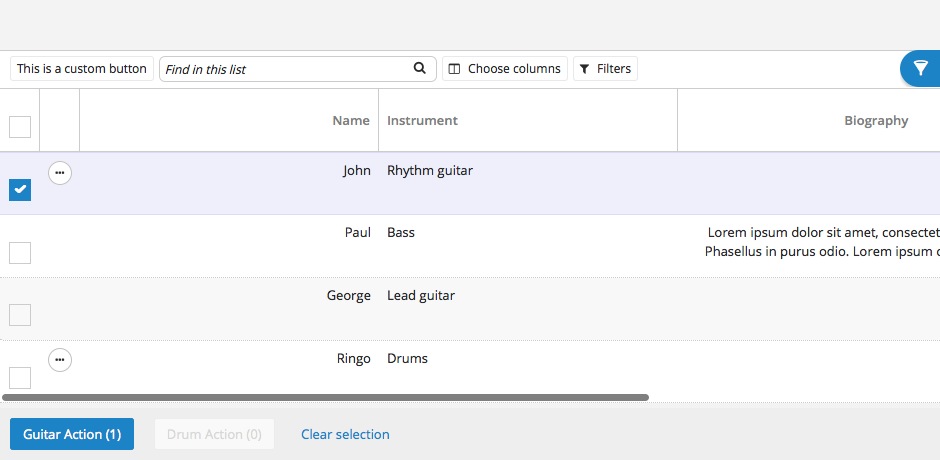 This is a custom button
Find in this list
Choose columns
Filters
Name
Instrument
Biography
John
Rhythm guitar
Paul
Bass
Lorem ipsum dolor sit amet, consectet
Phasellus in purus odio. Lorem ipsum
George
Lead guitar
Ringo
Drums
Guitar Action (1)
Drum Action (0)
Clear selection